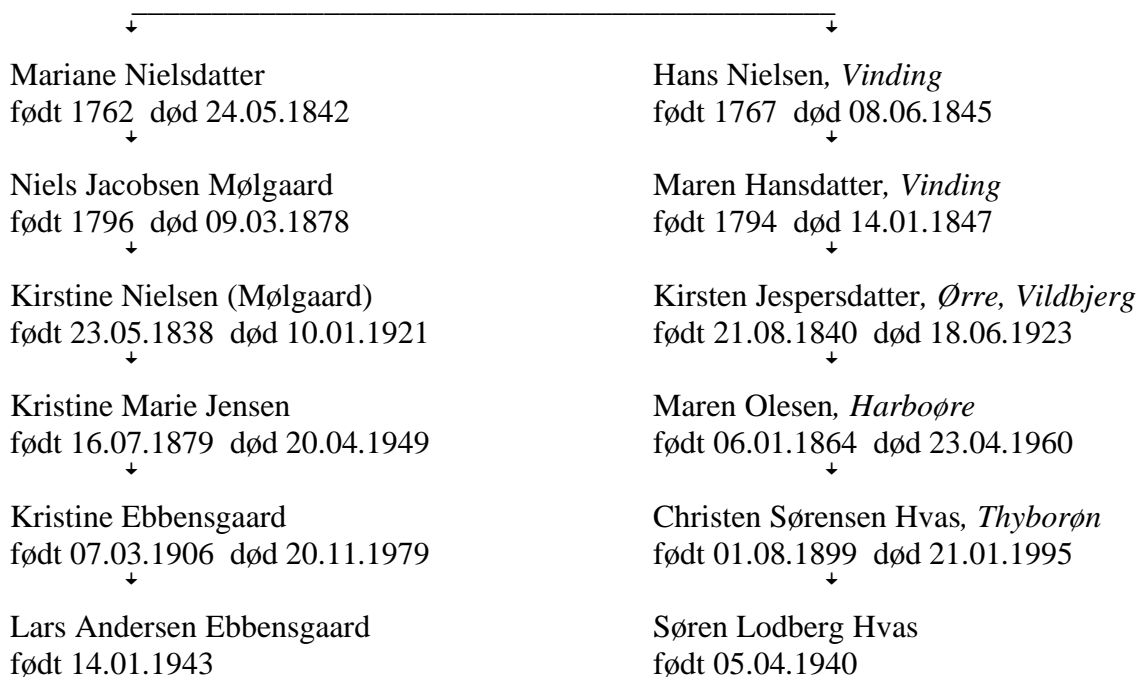 Mariane Nielsdatter
født 1762 død 24.05.1842
Hans Nielsen, Vinding
født 1767 død 08.06.1845
Niels Jacobsen Mølgaard
født 1796 død 09.03.1878
Maren Hansdatter, Vinding
født 1794 død 14.01.1847
Kirstine Nielsen (Mølgaard)
født 23.05.1838 død 10.01.1921
Kirsten Jespersdatter, Ørre, Vildbjerg
født 21.08.1840 død 18.06.1923
Kristine Marie Jensen
født 16.07.1879 død 20.04.1949
Maren Olesen, Harboøre
født 06.01.1864 død 23.04.1960
Kristine Ebbensgaard
født 07.03.1906 død 20.11.1979
Christen Sørensen Hvas, Thyborøn
født 01.08.1899 død 21.01.1995
Lars Andersen Ebbensgaard
født 14.01.1943
Søren Lodberg Hvas
født 05.04.1940